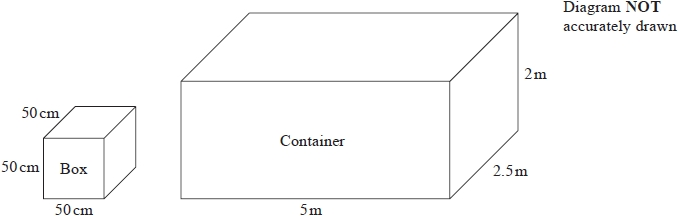 Diagram NOT
accurately drawn
2 m
50 cm
Container
50 cm
Box
2.5 m
50 cm
5 m